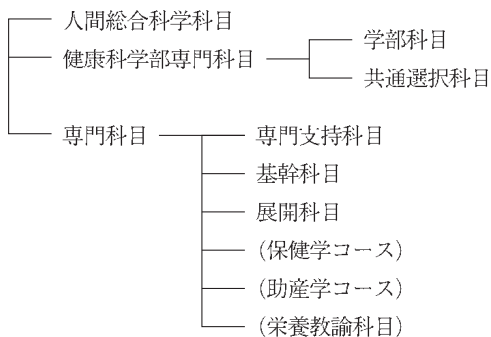 人間総合科学科目
健康科学部専門科目
学部科目
共通選択科目
専門科目
専門支持科目
基幹科目
展開科目
(保健学コース)
(助産学コース)
(栄養教諭科目)